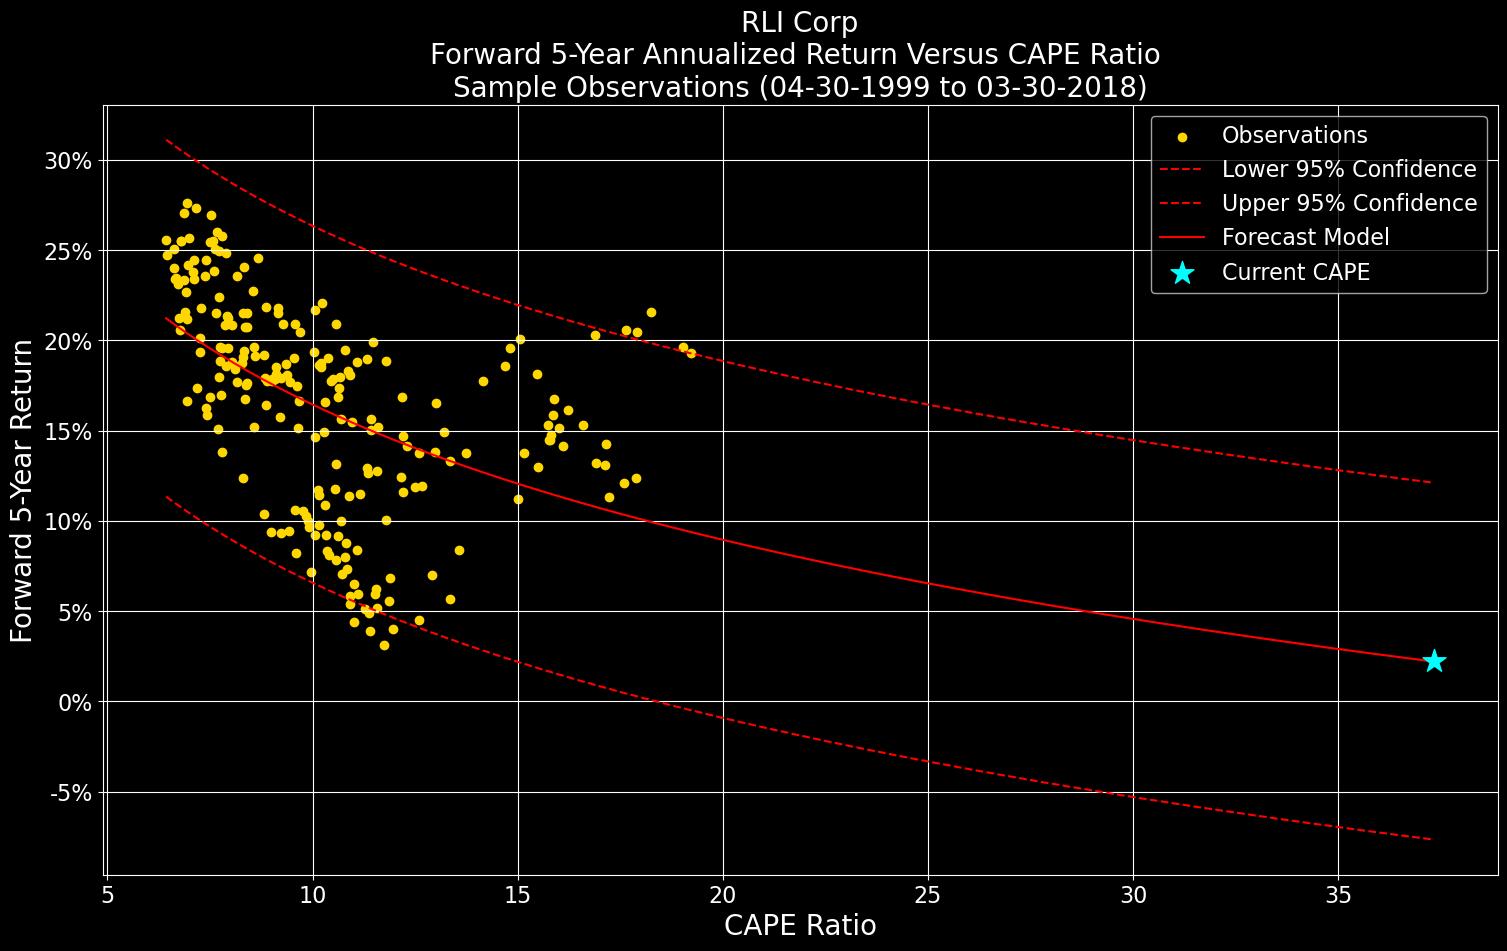 RLI Corp
Forward 5-Year Annualized Return Versus CAPE Ratio
Sample Observations (04-30-1999 to 03-30-2018)
Observations
Lower 95% Confidence
Upper 95% Confidence
Forecast Model
Current CAPE
Forward 5-Year Return
30%
25%
20%
15%
10%
5%
0%
-5%
5 10 15 20 25 30 35
CAPE Ratio